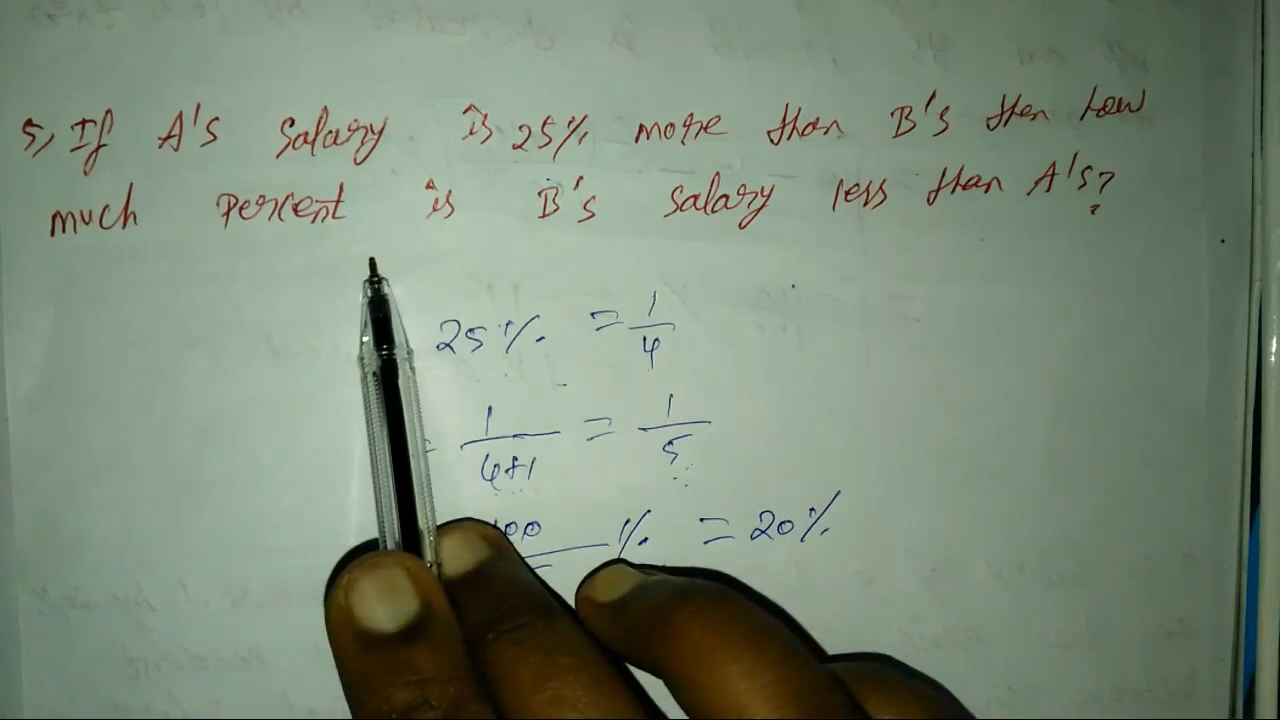 5, If A's salary is 25% more than B's then how
much percent is B's salary less than A's?
25% = 1/4
= 1/4+1 = 1/5
100 % = 20%